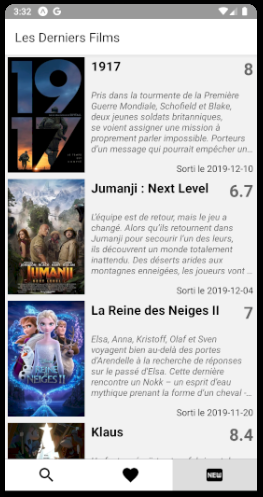 3:32
Les Derniers Films
1917
8
Pris dans la tourmente de la Première
Guerre Mondiale, Schofield et Blake,
deux jeunes soldats britanniques,
se voient assigner une mission à
proprement parler impossible. Porteurs
d'un message qui pourrait empêcher un…
Sorti le 2019-12-10
19
17
Jumanji : Next Level
6.7
L'équipe est de retour, mais le jeu a
changé. Alors qu'ils retournent dans
Jumanji pour secourir l'un des leurs,
ils découvrent un monde totalement
inattendu. Des déserts arides aux
montagnes enneigées, les joueurs vont …
Sorti le 2019-12-04
JUMANJI
La Reine des Neiges II
7
Elsa, Anna, Kristoff, Olaf et Sven
voyagent bien au-delà des portes
d'Arendelle à la recherche de réponses
sur le passé d'Elsa. Cette dernière
rencontre un Nokk – un esprit d'eau
mythique prenant la forme d'un cheval -…
Sorti le 2019-11-20
REINE
NEIGES II
Klaus
8.4
NEW